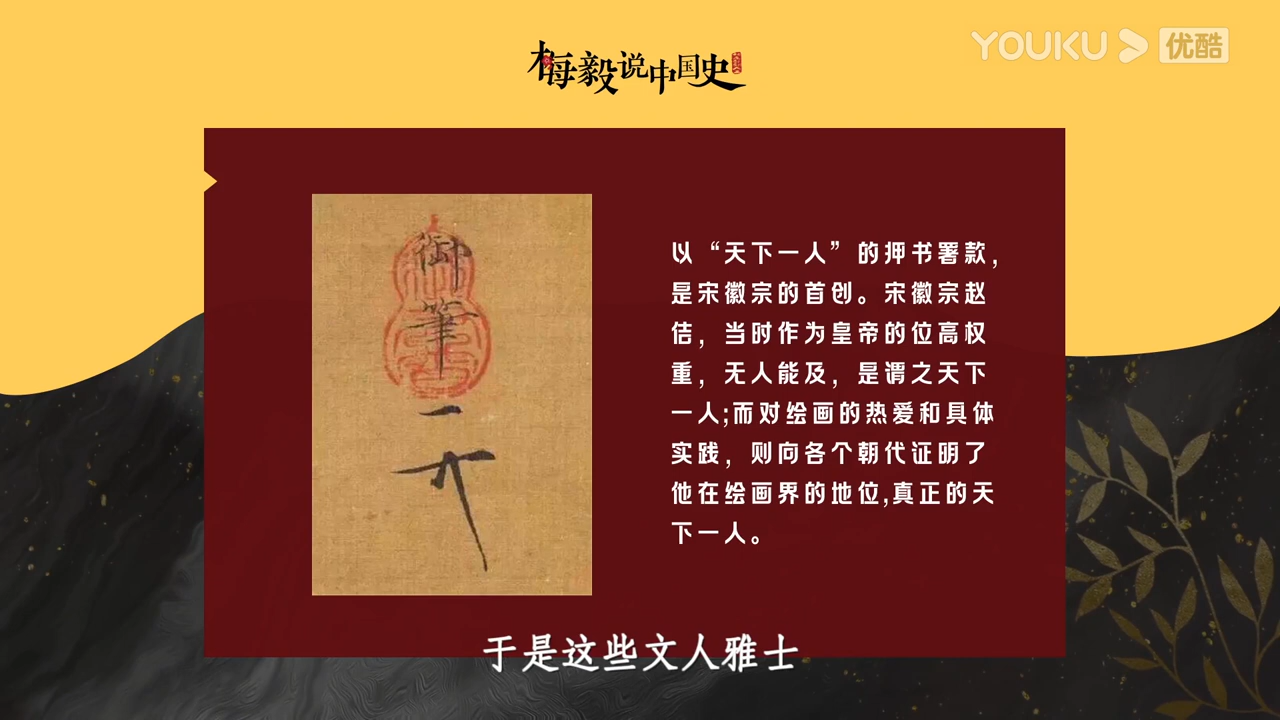 梅毅说中国史
YOUKU 优酷
御筆
以“天下一人”的押书署款，
是宋徽宗的首创。宋徽宗赵
佶，当时作为皇帝的位高权
重，无人能及，是谓之天下
一人;而对绘画的热爱和具体
实践，则向各个朝代证明了
他在绘画界的地位,真正的天
下一人。
于是这些文人雅士